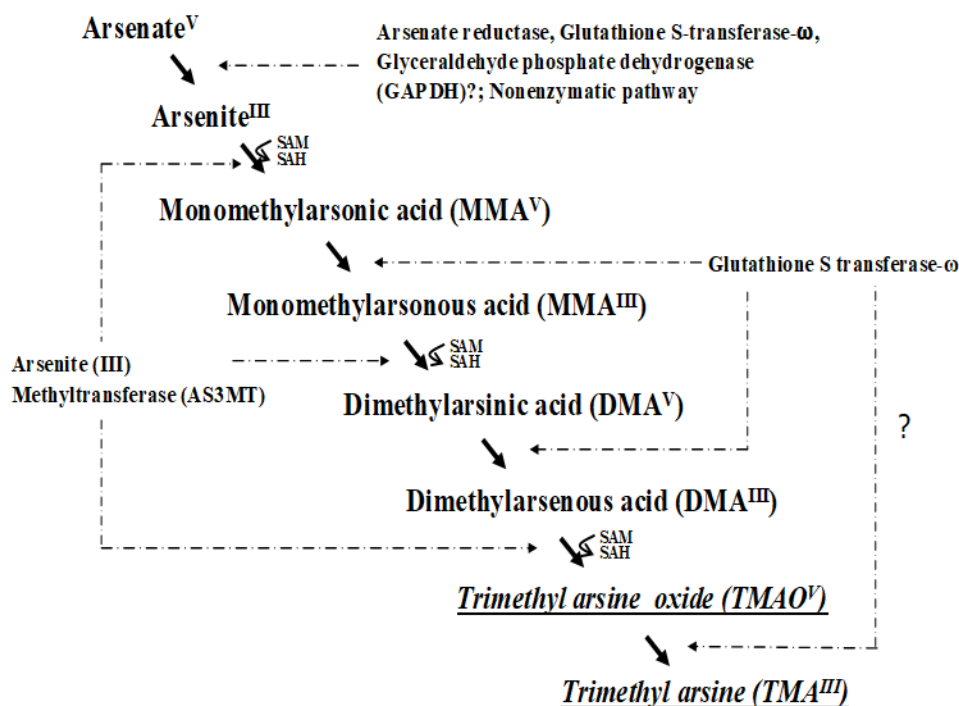 Arsenate^V
Arsenate reductase, Glutathione S-transferase-ω,
Glyceraldehyde phosphate dehydrogenase
(GAPDH)?; Nonenzymatic pathway
Arsenite^III
SAM
SAH
Monomethylarsonic acid (MMA^V)
Glutathione S transferase-ω
Monomethylarsonous acid (MMA^III)
SAM
SAH
Arsenite (III)
Methyltransferase (AS3MT)
Dimethylarsinic acid (DMA^V)
?
Dimethylarsenous acid (DMA^III)
SAM
SAH
Trimethyl arsine oxide (TMAO^V)
Trimethyl arsine (TMA^III)